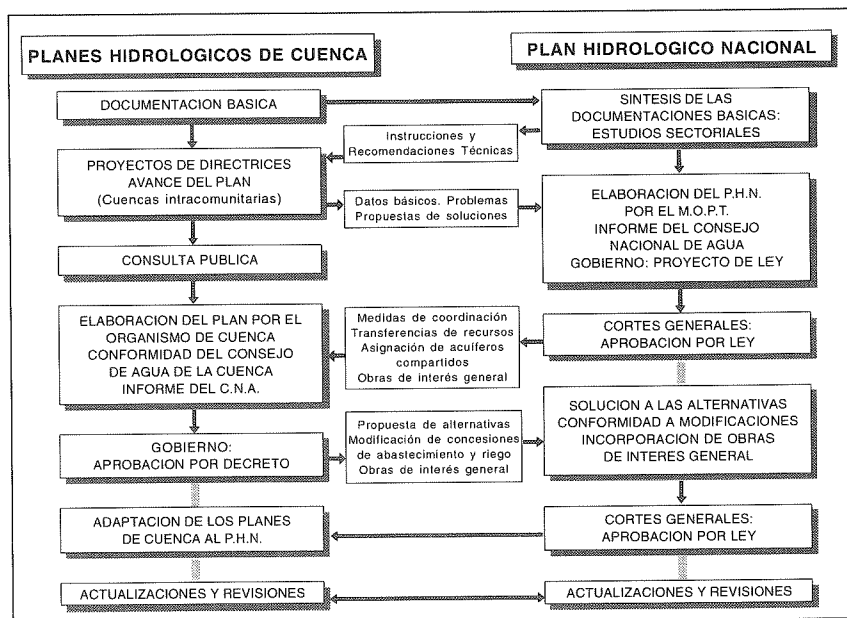 PLANES HIDROLOGICOS DE CUENCA
PLAN HIDROLOGICO NACIONAL
DOCUMENTACION BASICA
SINTESIS DE LAS
DOCUMENTACIONES BASICAS:
ESTUDIOS SECTORIALES
Instrucciones y
Recomendaciones Técnicas
PROYECTOS DE DIRECTRICES
AVANCE DEL PLAN
(Cuencas intracomunitarias)
Datos básicos. Problemas
Propuestas de soluciones
ELABORACION DEL P.H.N.
POR EL M.O.P.T.
INFORME DEL CONSEJO
NACIONAL DE AGUA
GOBIERNO: PROYECTO DE LEY
CONSULTA PUBLICA
ELABORACION DEL PLAN POR EL
ORGANISMO DE CUENCA
CONFORMIDAD DEL CONSEJO
DE AGUA DE LA CUENCA
INFORME DEL C.N.A.
Medidas de coordinación
Transferencias de recursos
Asignación de acuíferos
compartidos
Obras de interés general
CORTES GENERALES:
APROBACION POR LEY
GOBIERNO:
APROBACION POR DECRETO
Propuesta de alternativas
Modificación de concesiones
de abastecimiento y riego
Obras de interés general
SOLUCION A LAS ALTERNATIVAS
CONFORMIDAD A MODIFICACIONES
INCORPORACION DE OBRAS
DE INTERES GENERAL
ADAPTACION DE LOS PLANES
DE CUENCA AL P.H.N.
CORTES GENERALES:
APROBACION POR LEY
ACTUALIZACIONES Y REVISIONES
ACTUALIZACIONES Y REVISIONES